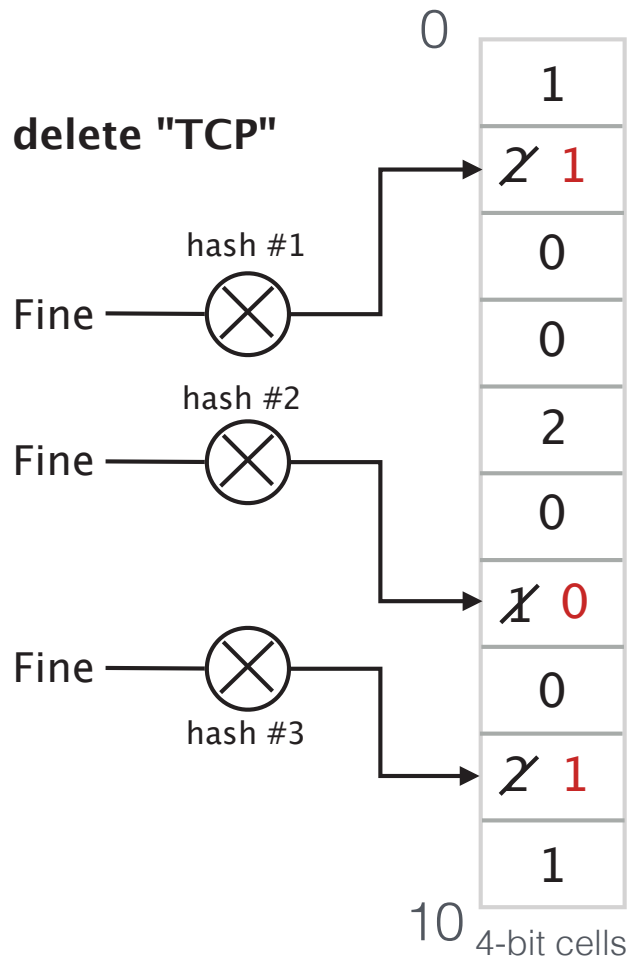 0
1
delete "TCP"
2 1
hash #1
0
Fine
0
hash #2
2
Fine
0
1 0
Fine
0
hash #3
2 1
1
10
4-bit cells